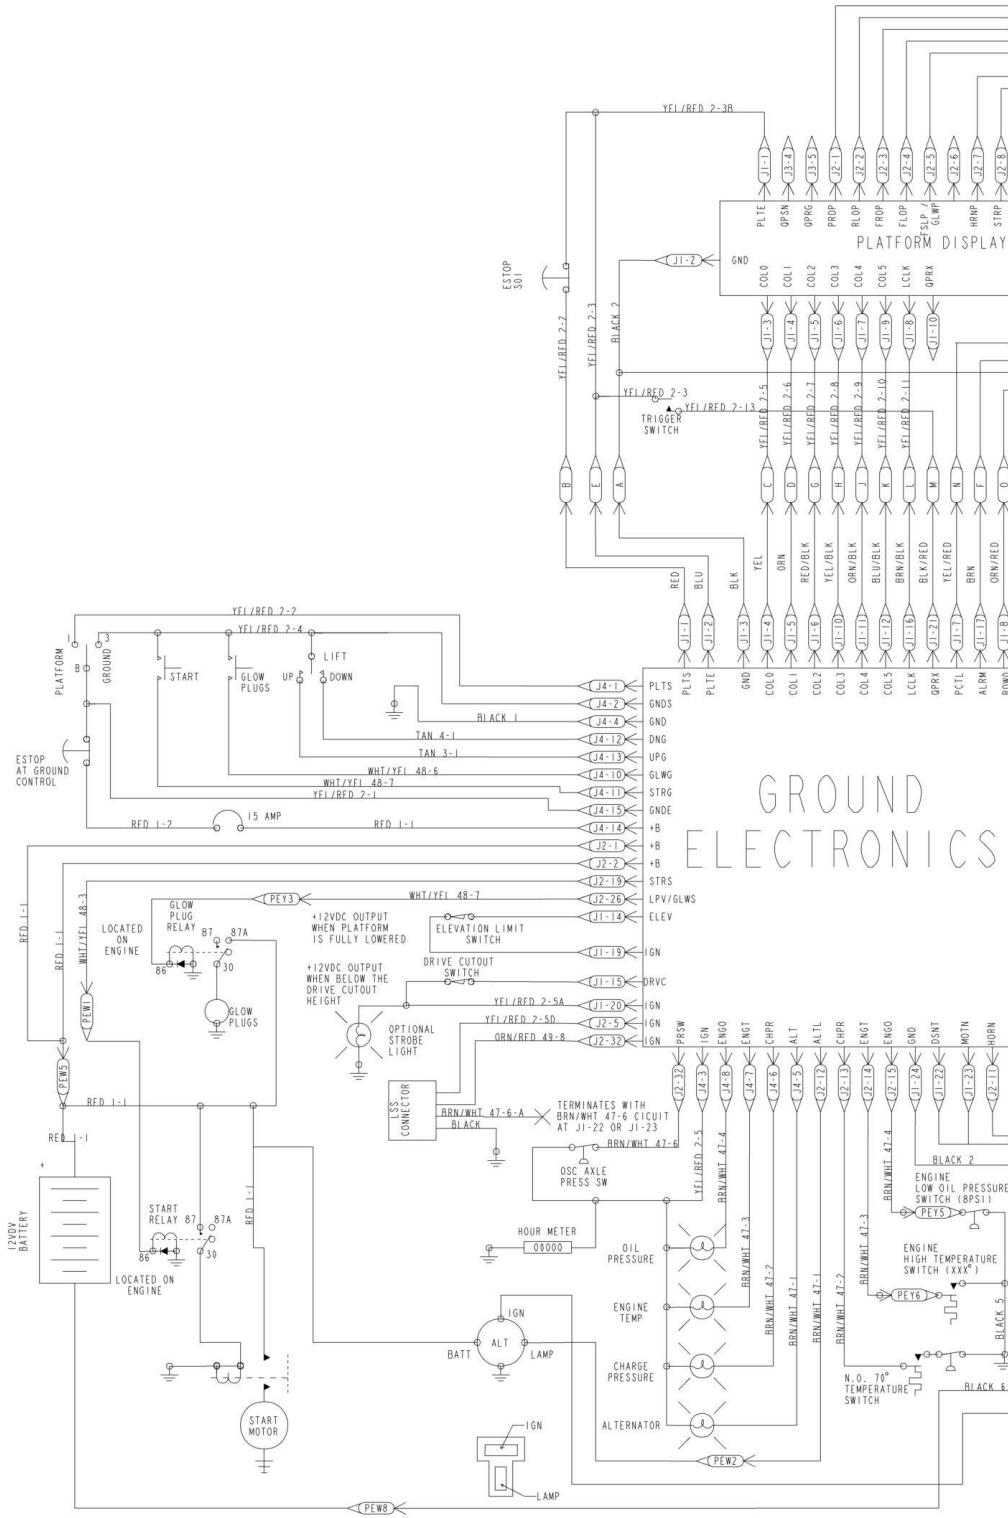 YEL/RED 2-3B
J1-1
J3-4
J3-5
J2-1
J2-2
J2-3
J2-4
J2-5
J2-6
J2-7
J2-8
PLTE
QPSN
QPRG
PROP
RLOP
FROP
FLOP
FSLP /
GLWP
HRNP
STRP
PLATFORM DISPLAY
J1-2
GND
ESTOP
S01
COL0
COL1
COL2
COL3
COL4
COL5
LCLK
QPRX
J1-3
J1-4
J1-5
J1-6
J1-7
J1-9
J1-8
J1-10
YEL/RED 2-2
YEL/RED 2-3
BLACK 2
YEL/RED 2-3
YEL/RED 2-13
TRIGGER
SWITCH
YEL/RED 2-5
YEL/RED 2-6
YEL/RED 2-7
YEL/RED 2-8
YEL/RED 2-9
YEL/RED 2-10
YEL/RED 2-11
B
E
A
C
D
G
H
J
K
L
M
N
F
O
RED
BLU
BLK
YEL
ORN
RED/BLK
YEL/BLK
ORN/BLK
BLU/BLK
BRN/BLK
BLK/RED
YEL/RED
BRN
ORN/RED
J1-1
J1-2
J1-3
J1-4
J1-5
J1-6
J1-10
J1-11
J1-12
J1-16
J1-21
J1-7
J1-17
J1-8
PLTS
PLTE
GND
COL0
COL1
COL2
COL3
COL4
COL5
LCLK
QPRX
PCTL
ALRM
YEL/RED 2-2
YEL/RED 2-4
1
3
B
PLATFORM
GROUND
START
GLOW
PLUGS
LIFT
UP
DOWN
ESTOP
AT GROUND
CONTROL
BLACK 1
TAN 4-1
TAN 3-1
WHT/YEL 48-6
WHT/YEL 48-7
YEL/RED 2-1
RED 1-2
15 AMP
RED 1-1
J4-1 PLTS
J4-2 GNDS
J4-4 GND
J4-12 DNG
J4-13 UPG
J4-10 GLWG
J4-11 STRG
J4-15 GNDE
J4-14 +B
J2-1 +B
J2-2 +B
J2-19 STRS
J2-26 LPV/GLWS
J1-14 ELEV
J1-19 IGN
J1-15 DRVC
J1-20 IGN
J2-5 IGN
J2-32 IGN
GROUND
ELECTRONICS
RED 1-1
RED 1-1
WHT/YEL 48-3
PEY3
WHT/YEL 48-7
GLOW
PLUG
RELAY
LOCATED
ON
ENGINE
87
87A
86
30
GLOW
PLUGS
+12VDC OUTPUT
WHEN PLATFORM
IS FULLY LOWERED
ELEVATION LIMIT
SWITCH
+12VDC OUTPUT
WHEN BELOW THE
DRIVE CUTOUT
HEIGHT
DRIVE CUTOUT
SWITCH
OPTIONAL
STROBE
LIGHT
YEL/RED 2-5A
YEL/RED 2-5D
ORN/RED 49-8
PEW1
PEW5
RED 1-1
RED 1-1
LSS
CONNECTOR
BRN/WHT 47-6-A
BLACK
TERMINATES WITH
BRN/WHT 47-6 CICUIT
AT J1-22 OR J1-23
PRSW
IGN
ENGO
ENGT
CHPR
ALT
ALTL
CHPR
ENGT
ENGO
GND
DSNT
MOTN
HORN
J2-32
J4-3
J4-8
J4-7
J4-6
J4-5
J2-12
J2-13
J2-14
J2-15
J1-24
J1-22
J1-23
J2-11
BRN/WHT 47-6
OSC AXLE
PRESS SW
YEL/RED 2-5
BRN/WHT 47-4
BRN/WHT 47-3
BRN/WHT 47-2
BRN/WHT 47-1
BRN/WHT 47-1
BRN/WHT 47-2
BRN/WHT 47-3
BRN/WHT 47-4
BLACK 2
ENGINE
LOW OIL PRESSURE
SWITCH (8PSI)
PEY5
ENGINE
HIGH TEMPERATURE
SWITCH (XXX°)
PEY6
BLACK 5
N.O. 70°
TEMPERATURE
SWITCH
BLACK 6
+
12VDV
BATTERY
START
RELAY
87
87A
86
30
LOCATED ON
ENGINE
RED 1-1
HOUR METER
00000
OIL
PRESSURE
ENGINE
TEMP
CHARGE
PRESSURE
ALTERNATOR
IGN
BATT
ALT
LAMP
START
MOTOR
PEW2
IGN
LAMP
PEW8